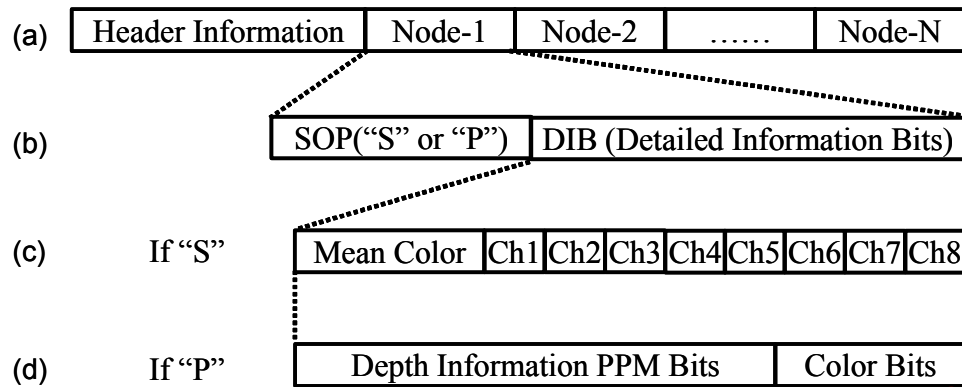 (a) Header Information Node-1 Node-2 ...... Node-N
(b) SOP(“S” or “P”) DIB (Detailed Information Bits)
(c) If “S” Mean Color Ch1 Ch2 Ch3 Ch4 Ch5 Ch6 Ch7 Ch8
(d) If “P” Depth Information PPM Bits Color Bits